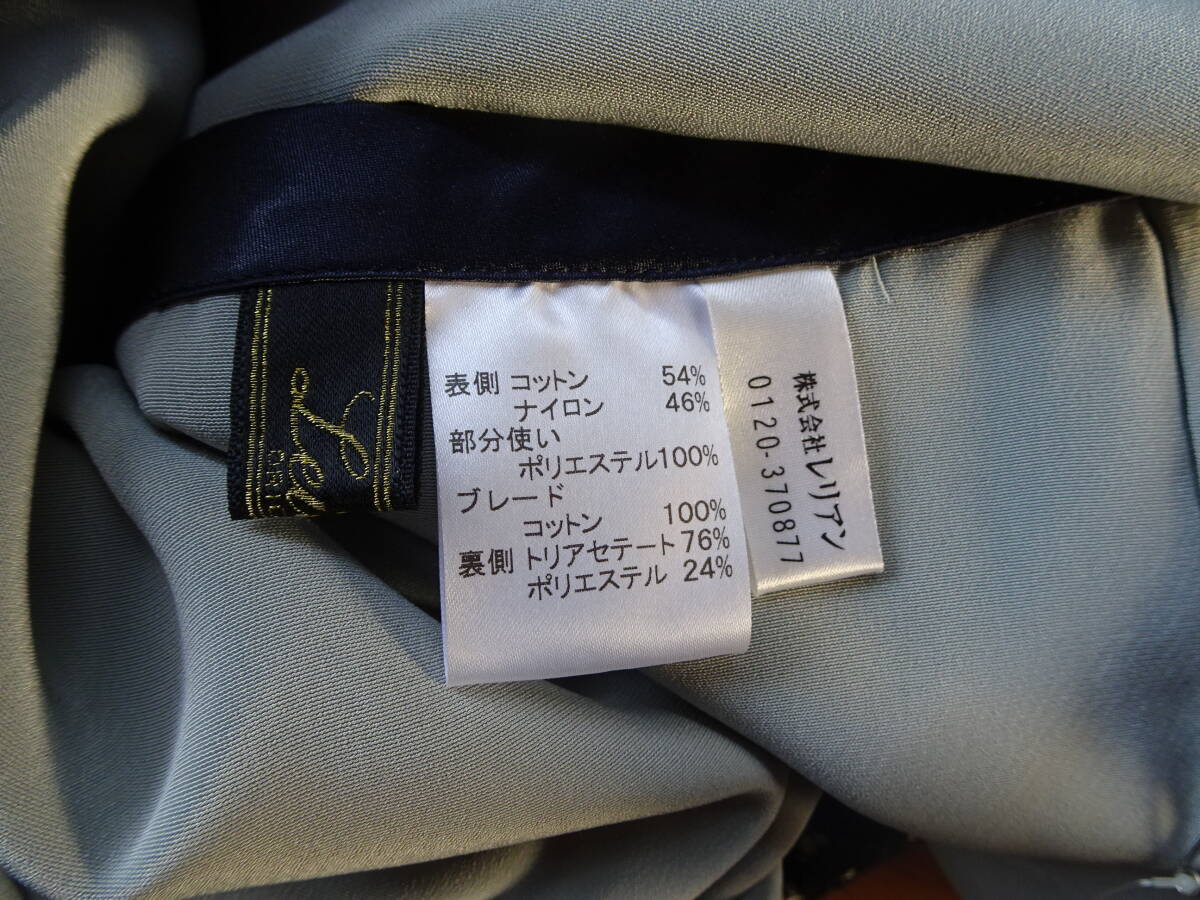 表側 コットン 54%
ナイロン 46%
部分使い
ポリエステル100%
ブレード
コットン 100%
裏側 トリアセテート 76%
ポリエステル 24%
株式会社レリアン
0120-370877